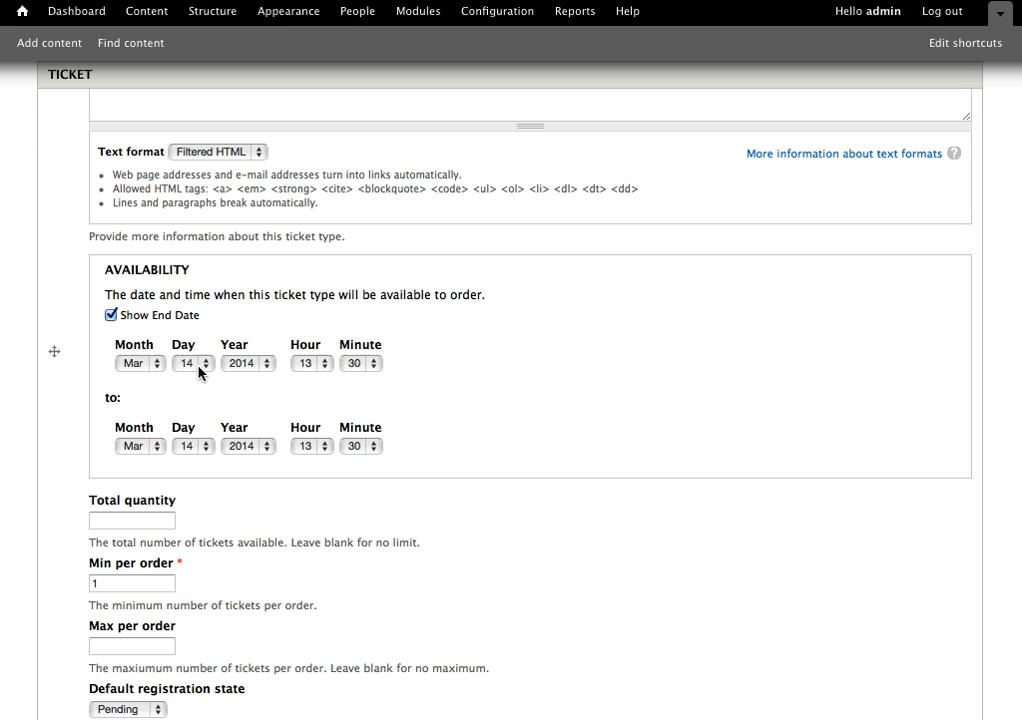 Dashboard Content Structure Appearance People Modules Configuration Reports Help Hello admin Log out
Add content Find content Edit shortcuts
TICKET
Text format Filtered HTML More information about text formats ?
Web page addresses and e-mail addresses turn into links automatically.
Allowed HTML tags: <a> <em> <strong> <cite> <blockquote> <code> <ul> <ol> <li> <dl> <dt> <dd>
Lines and paragraphs break automatically.
Provide more information about this ticket type.
AVAILABILITY
The date and time when this ticket type will be available to order.
Show End Date
Month Day Year Hour Minute
Mar 14 2014 13 30
to:
Month Day Year Hour Minute
Mar 14 2014 13 30
Total quantity
The total number of tickets available. Leave blank for no limit.
Min per order *
1
The minimum number of tickets per order.
Max per order
The maxiumum number of tickets per order. Leave blank for no maximum.
Default registration state
Pending